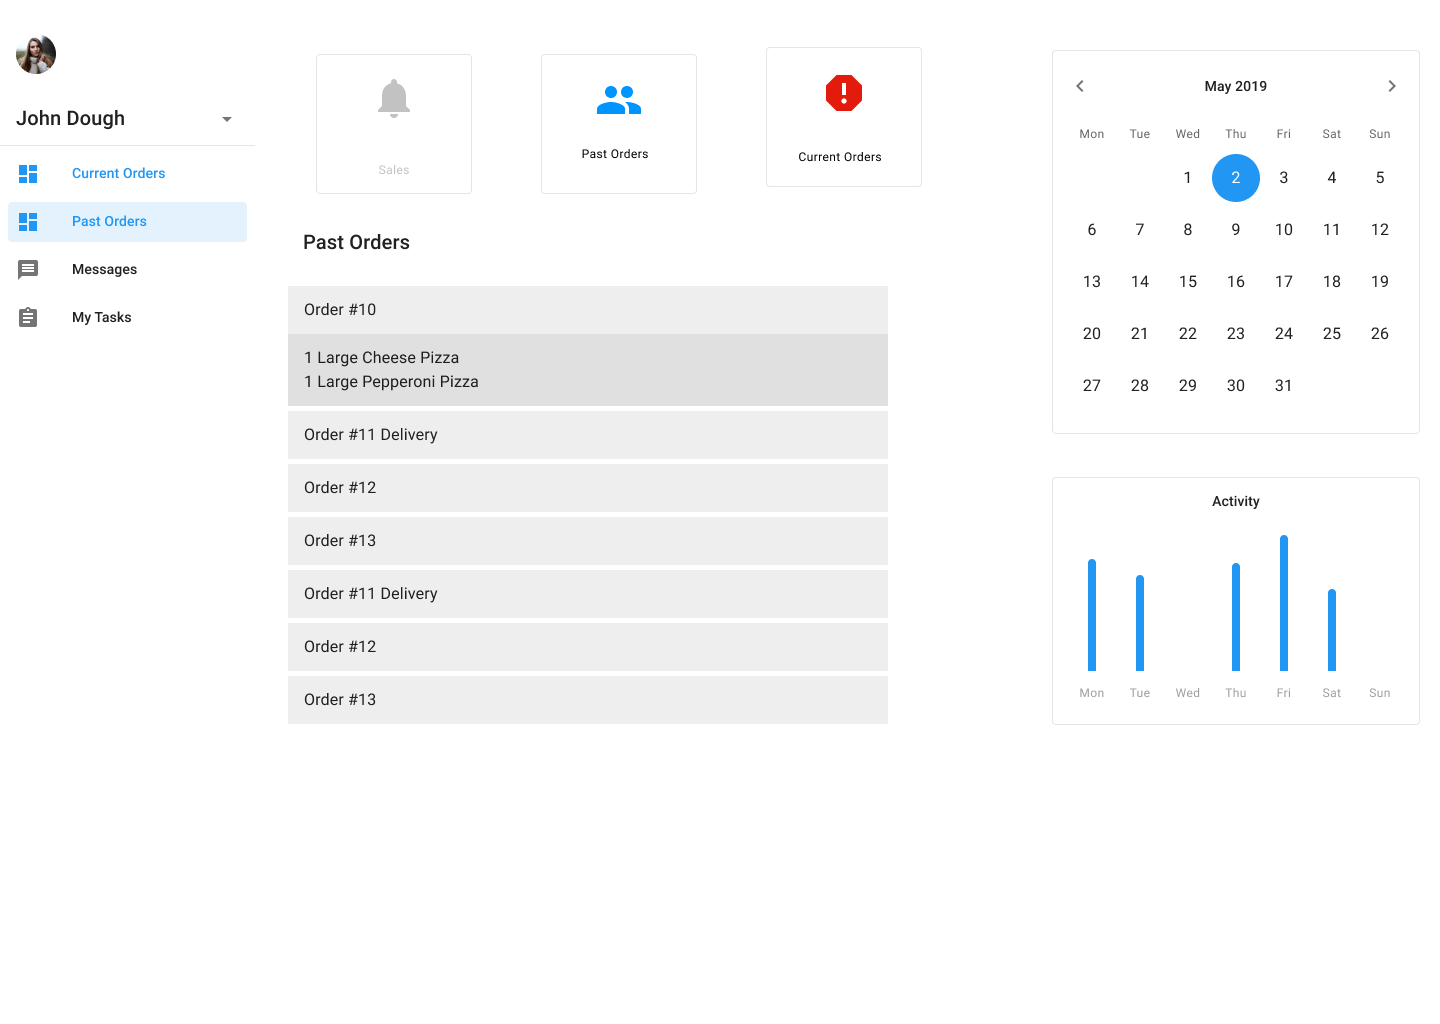 John Dough
Current Orders
Past Orders
Messages
My Tasks
Sales
Past Orders
Current Orders
Past Orders
Order #10
1 Large Cheese Pizza
1 Large Pepperoni Pizza
Order #11 Delivery
Order #12
Order #13
Order #11 Delivery
Order #12
Order #13
May 2019
Mon Tue Wed Thu Fri Sat Sun
1 2 3 4 5
6 7 8 9 10 11 12
13 14 15 16 17 18 19
20 21 22 23 24 25 26
27 28 29 30 31
Activity
Mon Tue Wed Thu Fri Sat Sun